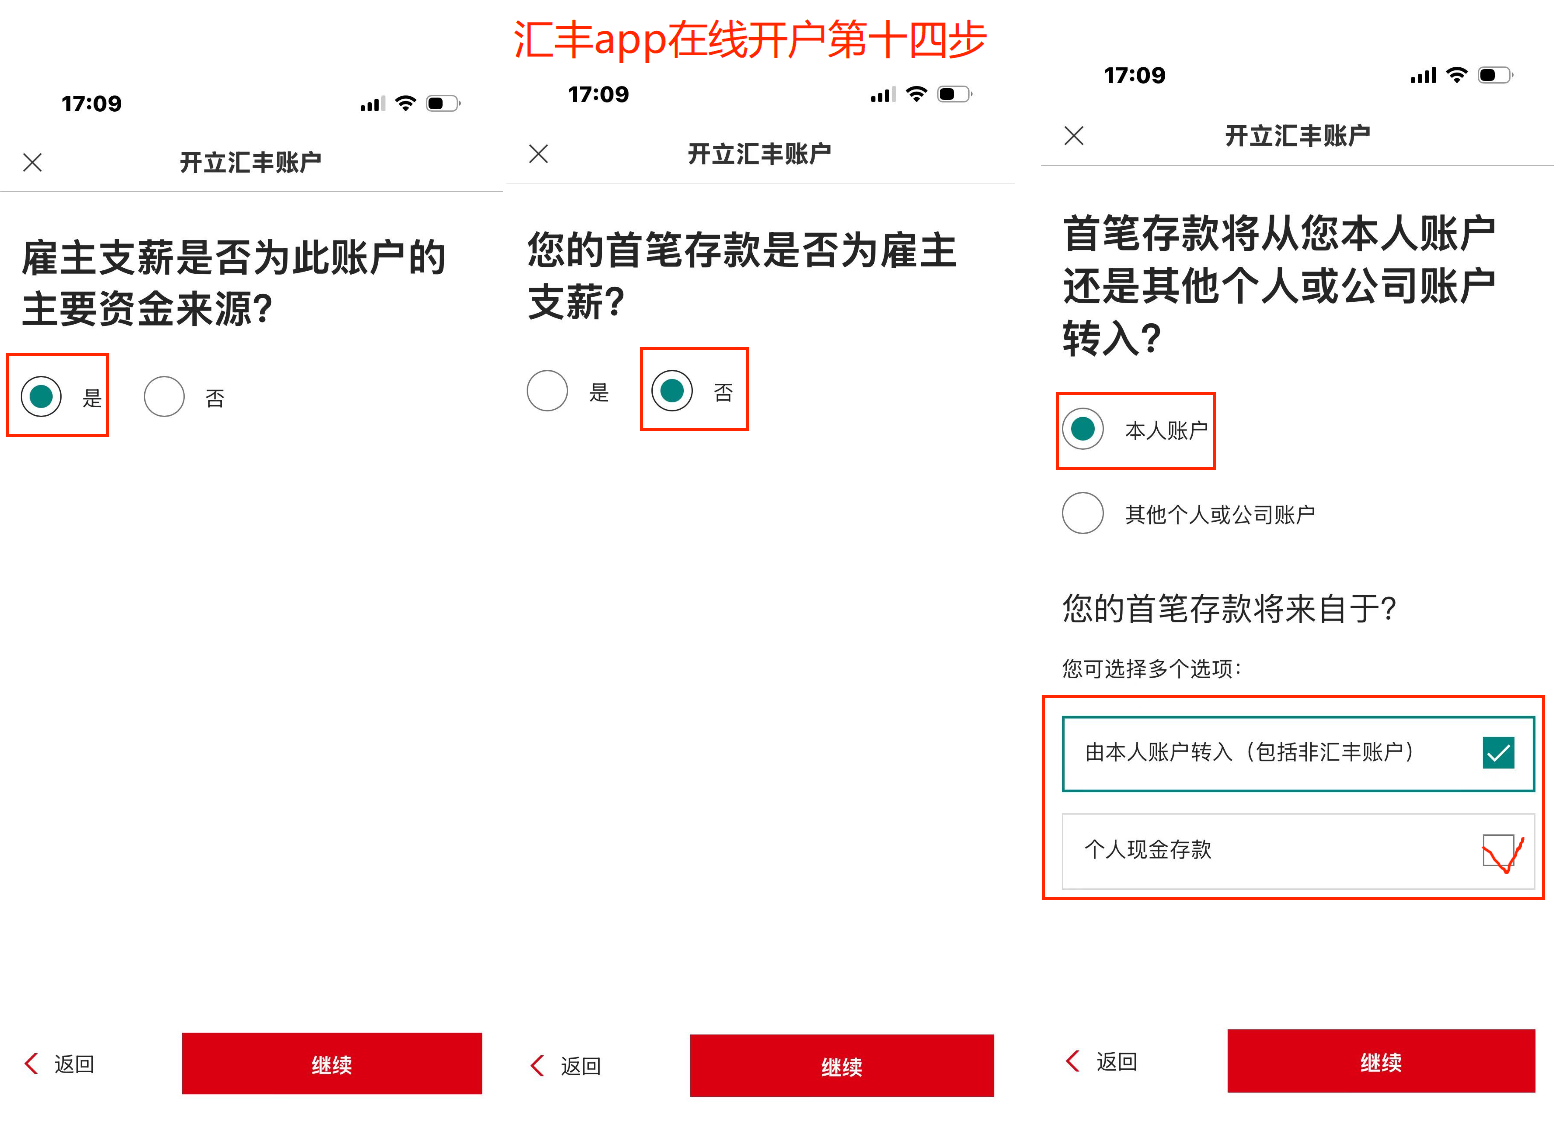 汇丰app在线开户第十四步
17:09
开立汇丰账户
雇主支薪是否为此账户的
主要资金来源?
是
否
返回
继续
17:09
开立汇丰账户
您的首笔存款是否为雇主
支薪?
是
否
返回
继续
17:09
开立汇丰账户
首笔存款将从您本人账户
还是其他个人或公司账户
转入?
本人账户
其他个人或公司账户
您的首笔存款将来自于?
您可选择多个选项:
由本人账户转入（包括非汇丰账户）
个人现金存款
返回
继续